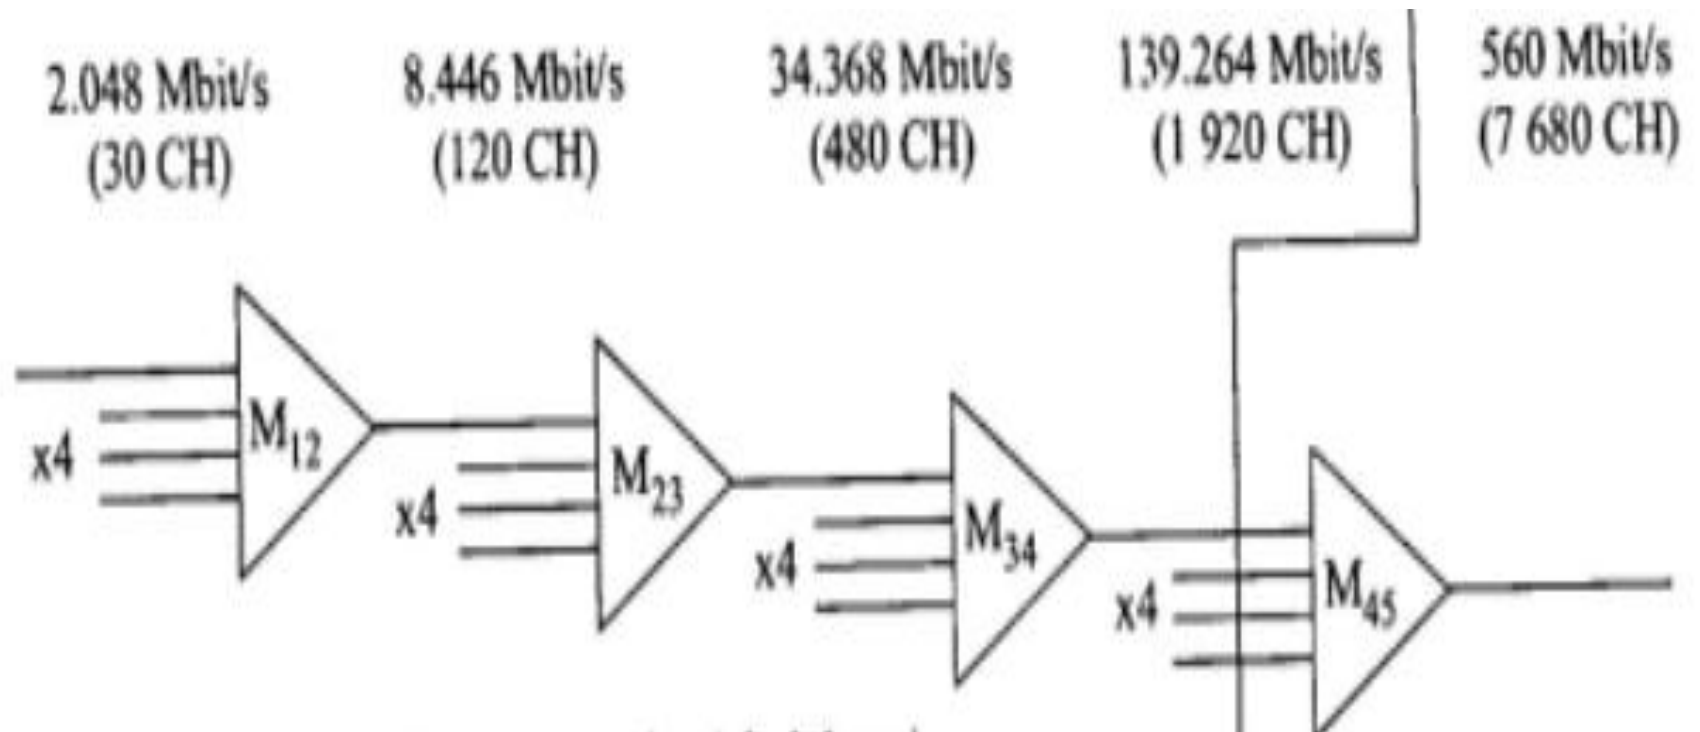 2.048 Mbit/s
(30 CH)
8.446 Mbit/s
(120 CH)
34.368 Mbit/s
(480 CH)
139.264 Mbit/s
(1 920 CH)
560 Mbit/s
(7 680 CH)
x4
M12
x4
M23
x4
M34
x4
M45